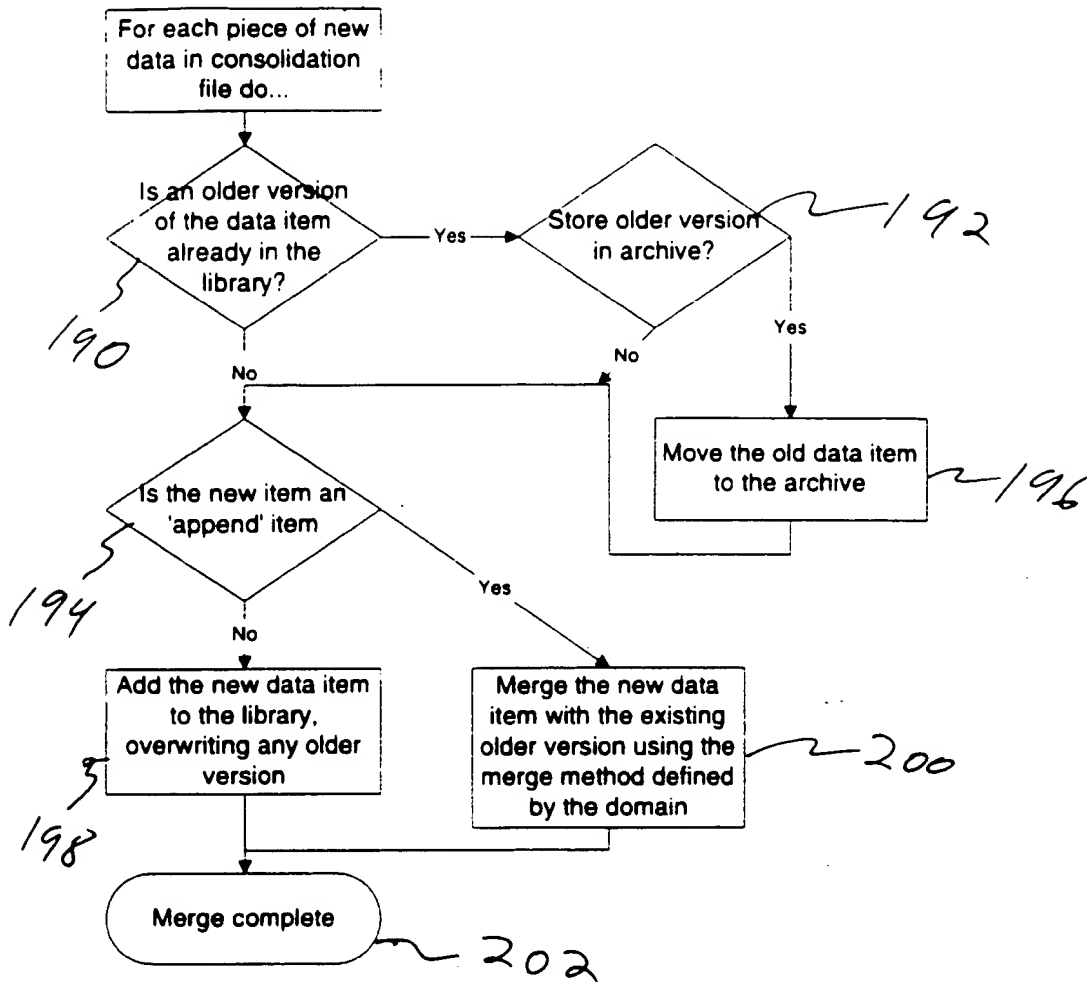 For each piece of new
data in consolidation
file do...
Is an older version
of the data item
already in the
library?
190
Yes
Store older version
in archive?
192
No
Yes
No
Move the old data item
to the archive
196
Is the new item an
'append' item
194
Yes
No
Add the new data item
to the library,
overwriting any older
version
198
Merge the new data
item with the existing
older version using the
merge method defined
by the domain
200
Merge complete
202